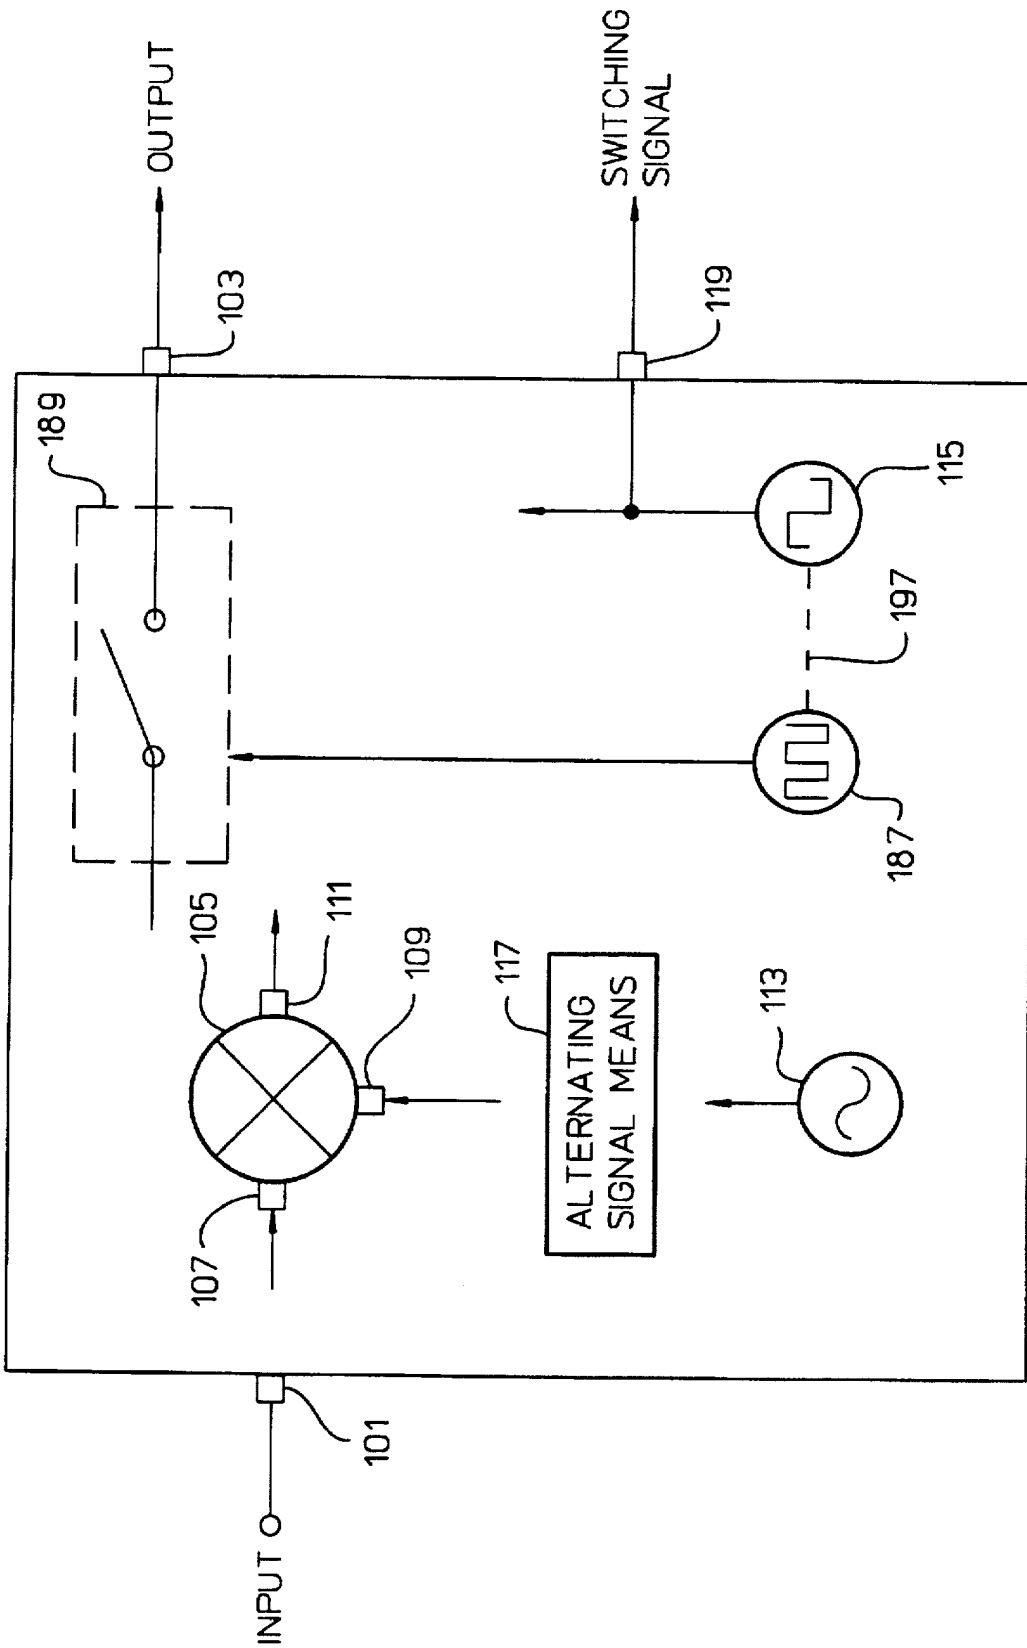 OUTPUT
SWITCHING
SIGNAL
189
103
119
105
111
109
107
117
ALTERNATING
SIGNAL MEANS
113
115
197
187
101
INPUT